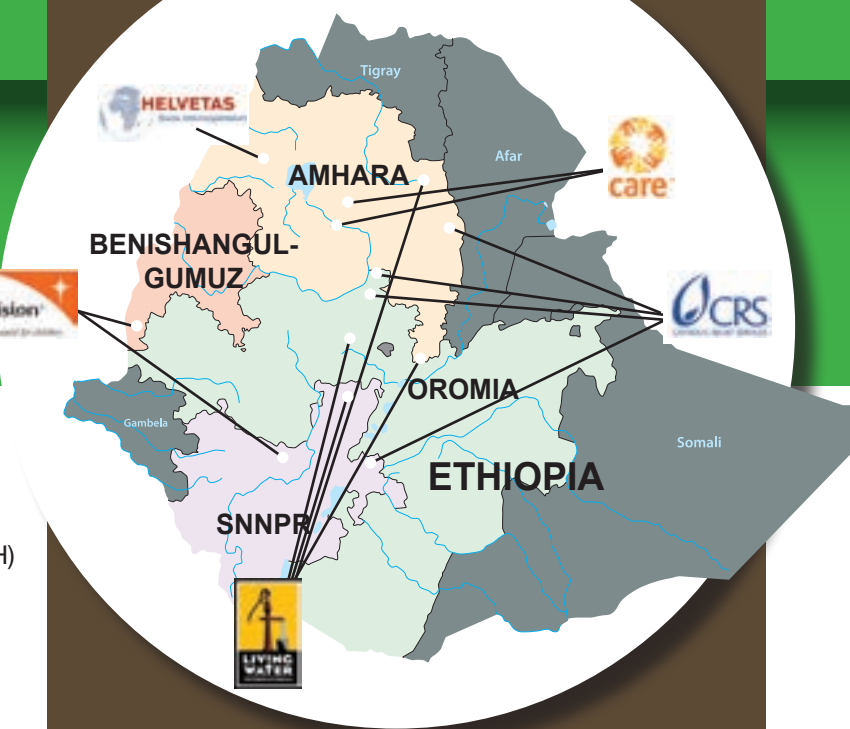 Tigray
HELVETAS
Afar
AMHARA
care
BENISHANGUL-
GUMUZ
ision
CRS
OROMIA
Gambela
Somali
ETHIOPIA
SNNPR
H)
LIVING
WATER